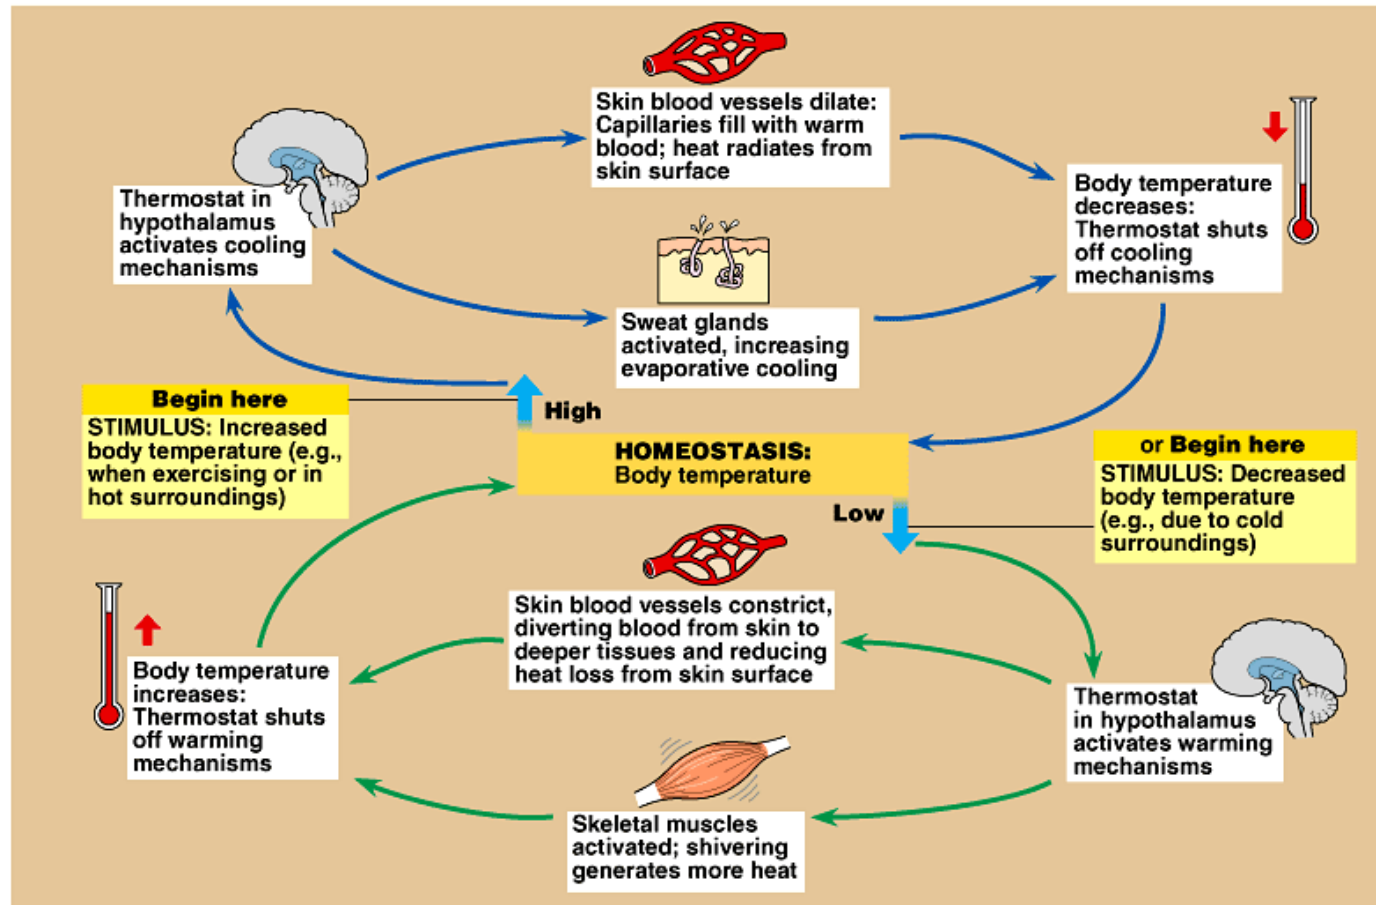 Skin blood vessels dilate:
Capillaries fill with warm
blood; heat radiates from
skin surface
Thermostat in
hypothalamus
activates cooling
mechanisms
Body temperature
decreases:
Thermostat shuts
off cooling
mechanisms
Sweat glands
activated, increasing
evaporative cooling
Begin here
STIMULUS: Increased
body temperature (e.g.,
when exercising or in
hot surroundings)
High
HOMEOSTASIS:
Body temperature
Low
or Begin here
STIMULUS: Decreased
body temperature
(e.g., due to cold
surroundings)
Skin blood vessels constrict,
diverting blood from skin to
deeper tissues and reducing
heat loss from skin surface
Body temperature
increases:
Thermostat shuts
off warming
mechanisms
Thermostat
in hypothalamus
activates warming
mechanisms
Skeletal muscles
activated; shivering
generates more heat